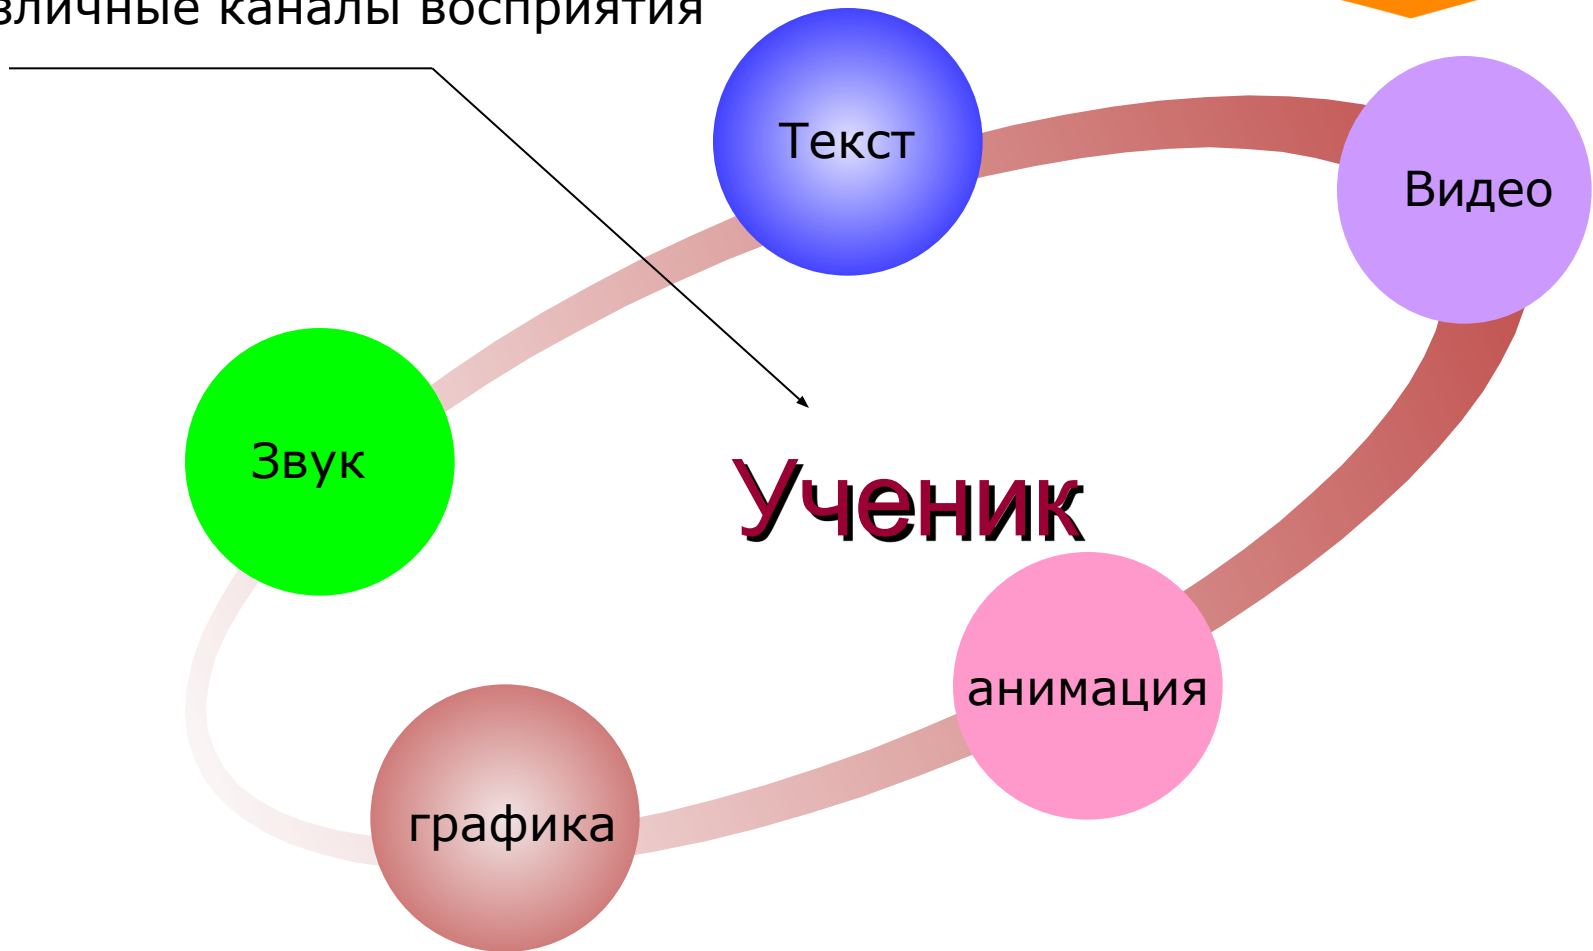 каналы восприятия
Текст
Видео
Звук
Ученик
анимация
графика